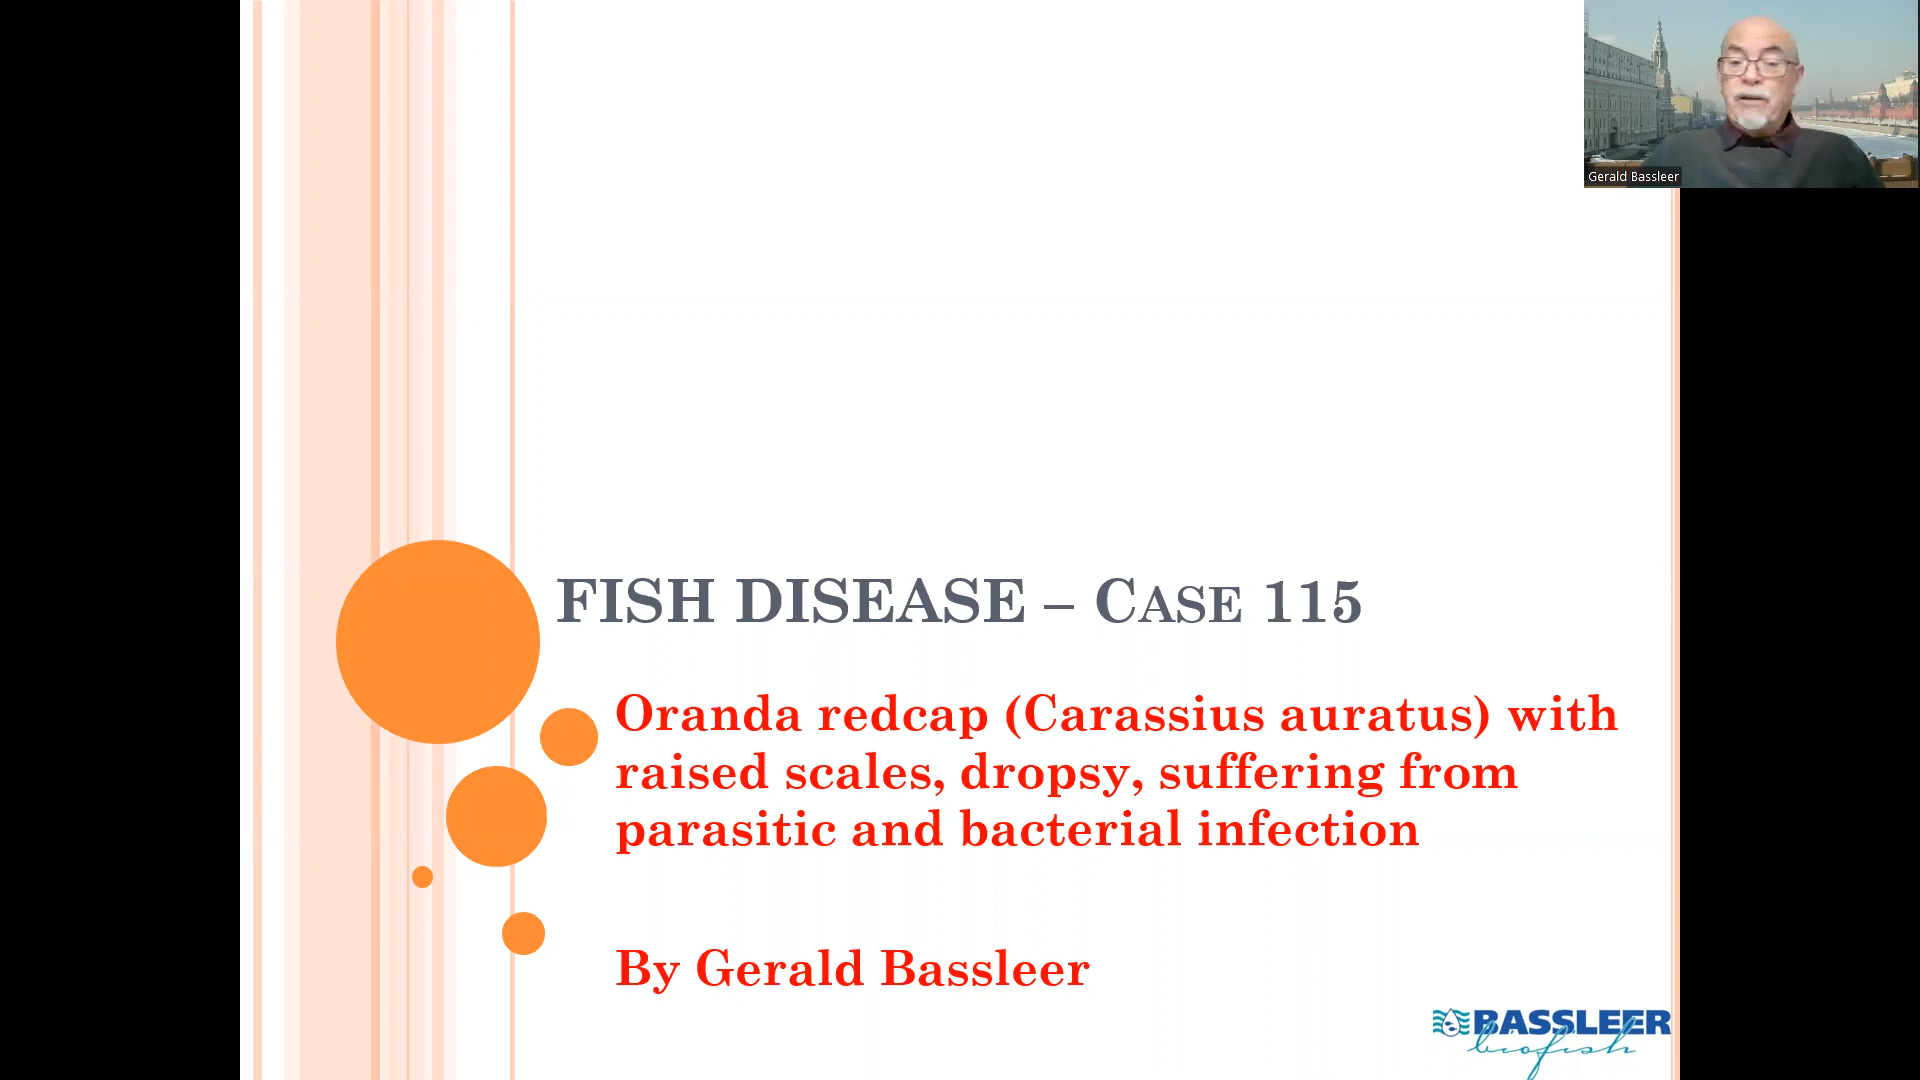 Gerald Bassleer
FISH DISEASE – CASE 115
Oranda redcap (Carassius auratus) with
raised scales, dropsy, suffering from
parasitic and bacterial infection
By Gerald Bassleer
BASSLEER
biofish